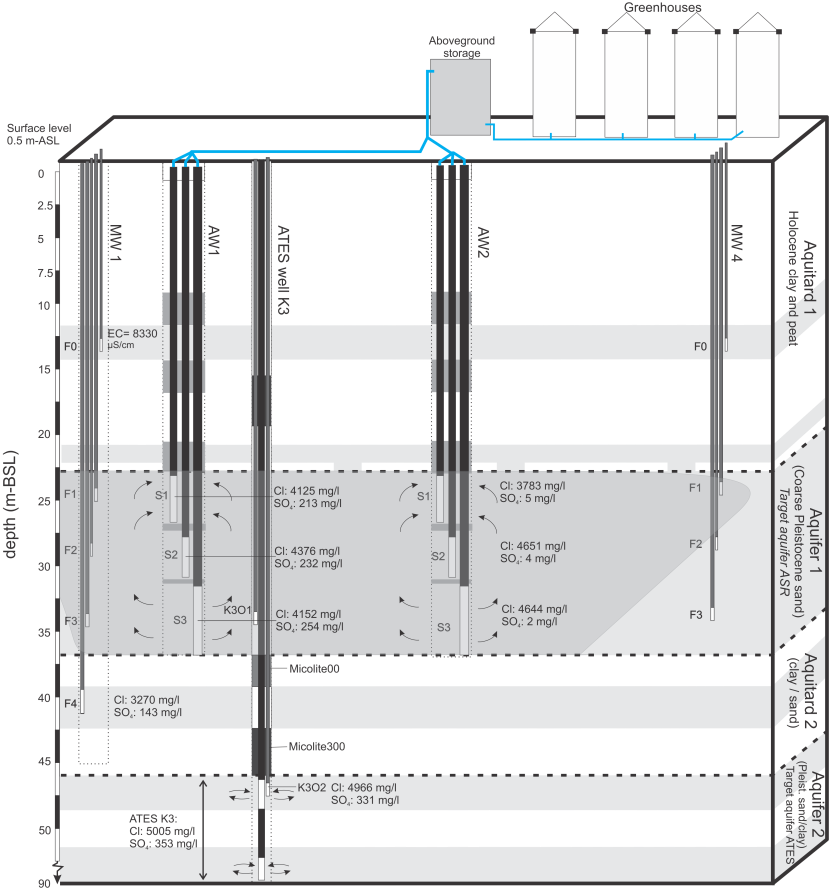 Greenhouses
Aboveground
storage
Surface level
0.5 m-ASL
depth (m-BSL)
0
2.5
5
7.5
10
15
20
25
30
35
40
45
50
90
MW 1
AW1
ATES well K3
AW2
MW 4
Aquitard 1
Holocene clay and peat
EC= 8330
µS/cm
F0
F0
F1
S1
Cl: 4125 mg/l
SO₄: 213 mg/l
S1
Cl: 3783 mg/l
SO₄: 5 mg/l
F1
F2
S2
Cl: 4376 mg/l
SO₄: 232 mg/l
S2
Cl: 4651 mg/l
SO₄: 4 mg/l
F2
F3
S3
K3O1
Cl: 4152 mg/l
SO₄: 254 mg/l
S3
Cl: 4644 mg/l
SO₄: 2 mg/l
F3
Aquifer 1
(Coarse Pleistocene sand)
Target aquifer ASR
Micolite00
F4
Cl: 3270 mg/l
SO₄: 143 mg/l
Micolite300
Aquitard 2
(clay / sand)
K3O2
Cl: 4966 mg/l
SO₄: 331 mg/l
ATES K3:
Cl: 5005 mg/l
SO₄: 353 mg/l
Aquifer 2
(Pleist. sand/clay)
Target aquifer ATES